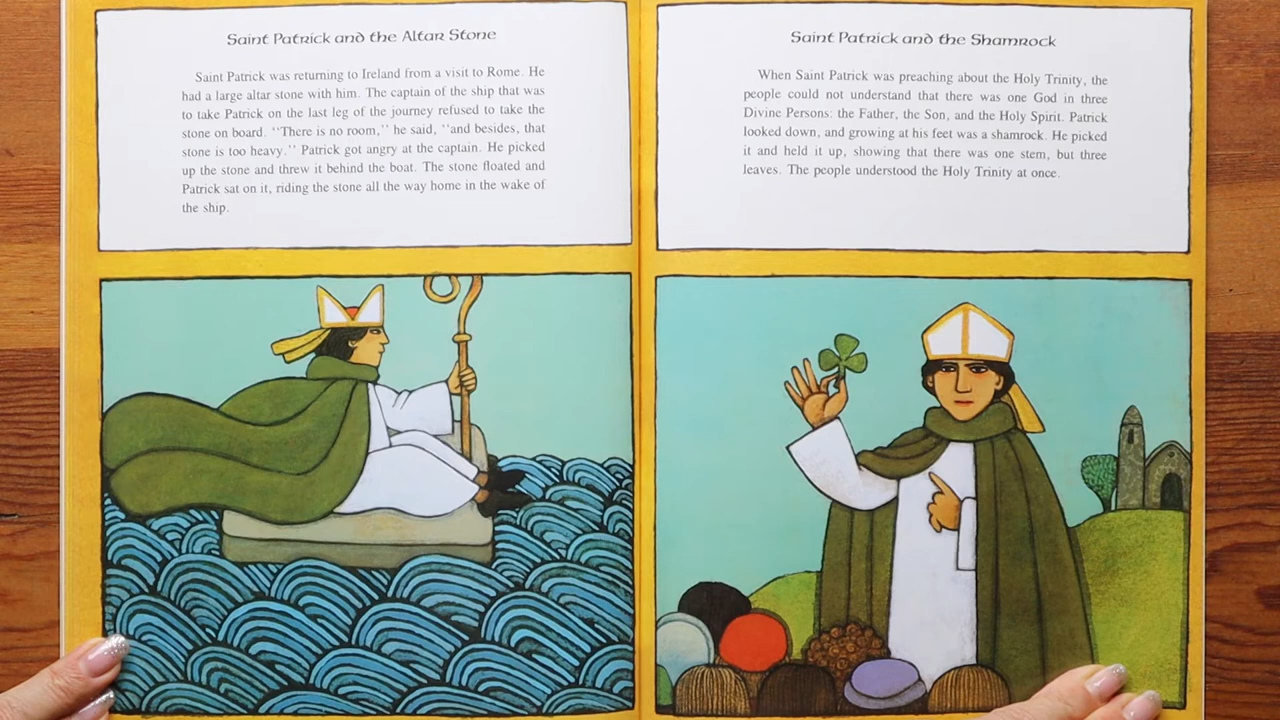 Saint Patrick and the Altar Stone
Saint Patrick was returning to Ireland from a visit to Rome. He
had a large altar stone with him. The captain of the ship that was
to take Patrick on the last leg of the journey refused to take the
stone on board. “There is no room,” he said, “and besides, that
stone is too heavy.” Patrick got angry at the captain. He picked
up the stone and threw it behind the boat. The stone floated and
Patrick sat on it, riding the stone all the way home in the wake of
the ship.
Saint Patrick and the Shamrock
When Saint Patrick was preaching about the Holy Trinity, the
people could not understand that there was one God in three
Divine Persons: the Father, the Son, and the Holy Spirit. Patrick
looked down, and growing at his feet was a shamrock. He picked
it and held it up, showing that there was one stem, but three
leaves. The people understood the Holy Trinity at once.